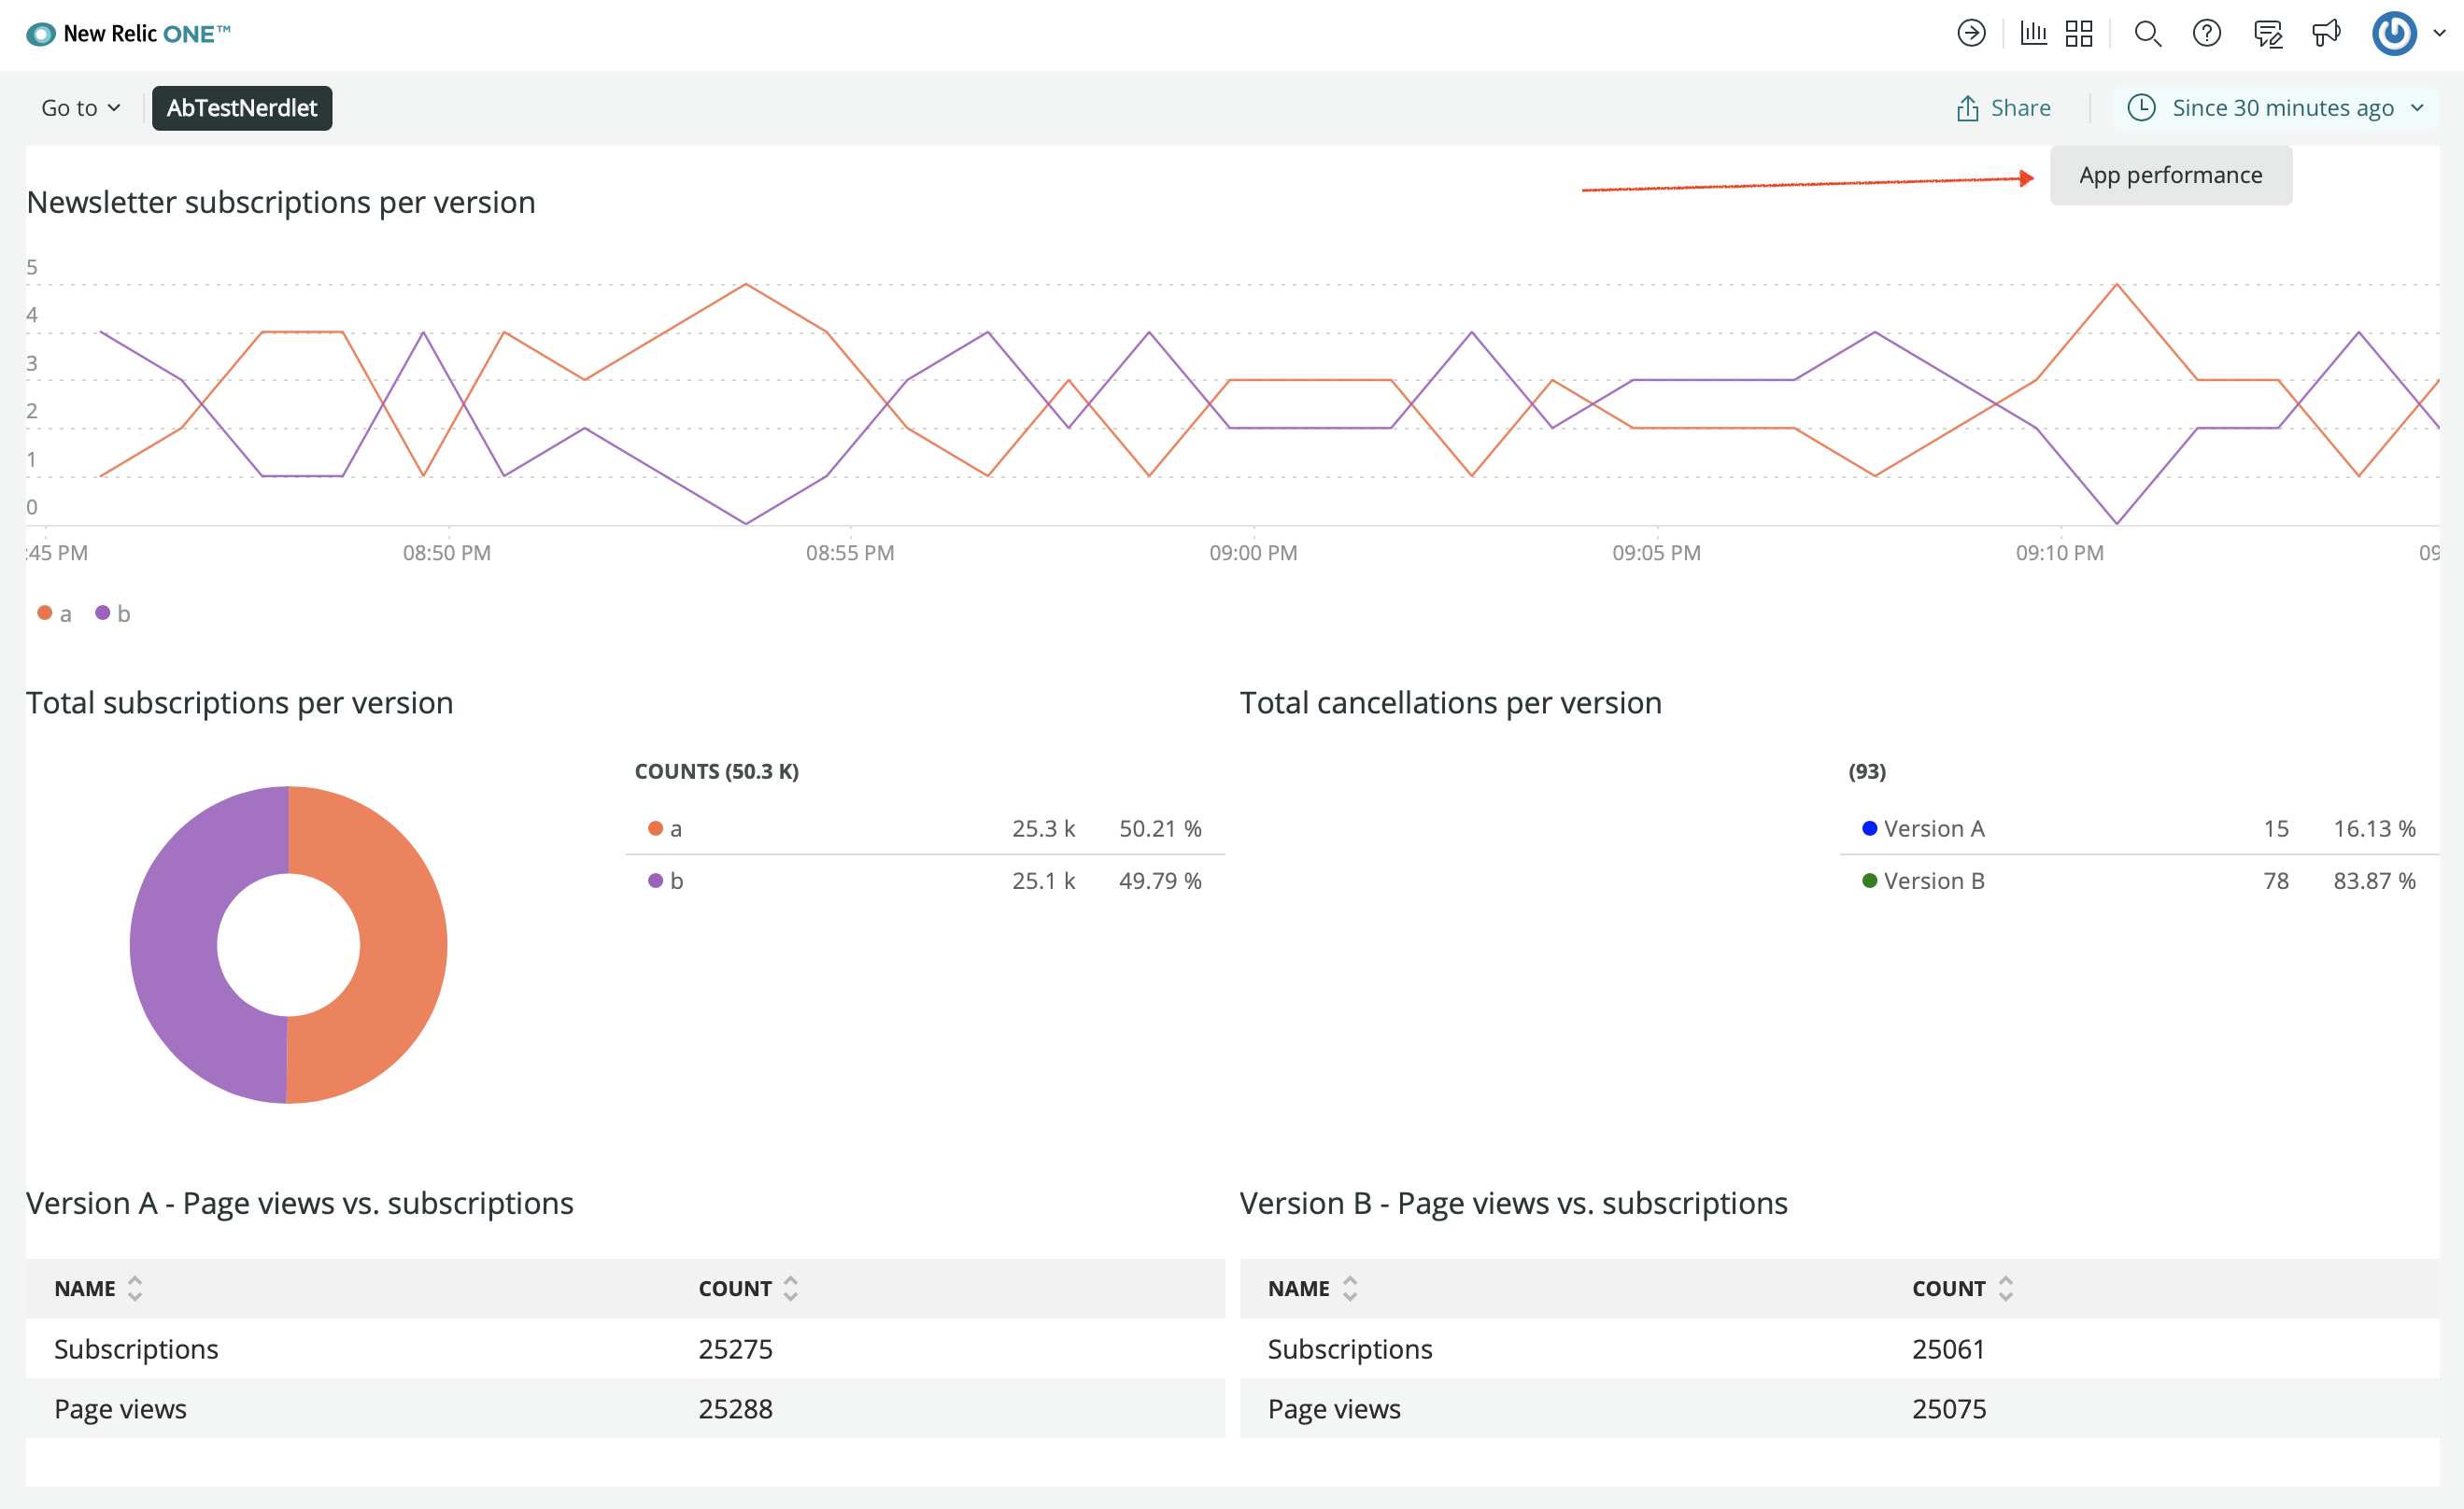 New Relic ONE™
Go to
AbTestNerdlet
Share
Since 30 minutes ago
App performance
Newsletter subscriptions per version
5
4
3
2
1
0
:45 PM
08:50 PM
08:55 PM
09:00 PM
09:05 PM
09:10 PM
09
a
b
Total subscriptions per version
COUNTS (50.3 K)
a 25.3 k 50.21 %
b 25.1 k 49.79 %
Total cancellations per version
(93)
Version A 15 16.13 %
Version B 78 83.87 %
Version A - Page views vs. subscriptions
NAME COUNT
Subscriptions 25275
Page views 25288
Version B - Page views vs. subscriptions
NAME COUNT
Subscriptions 25061
Page views 25075